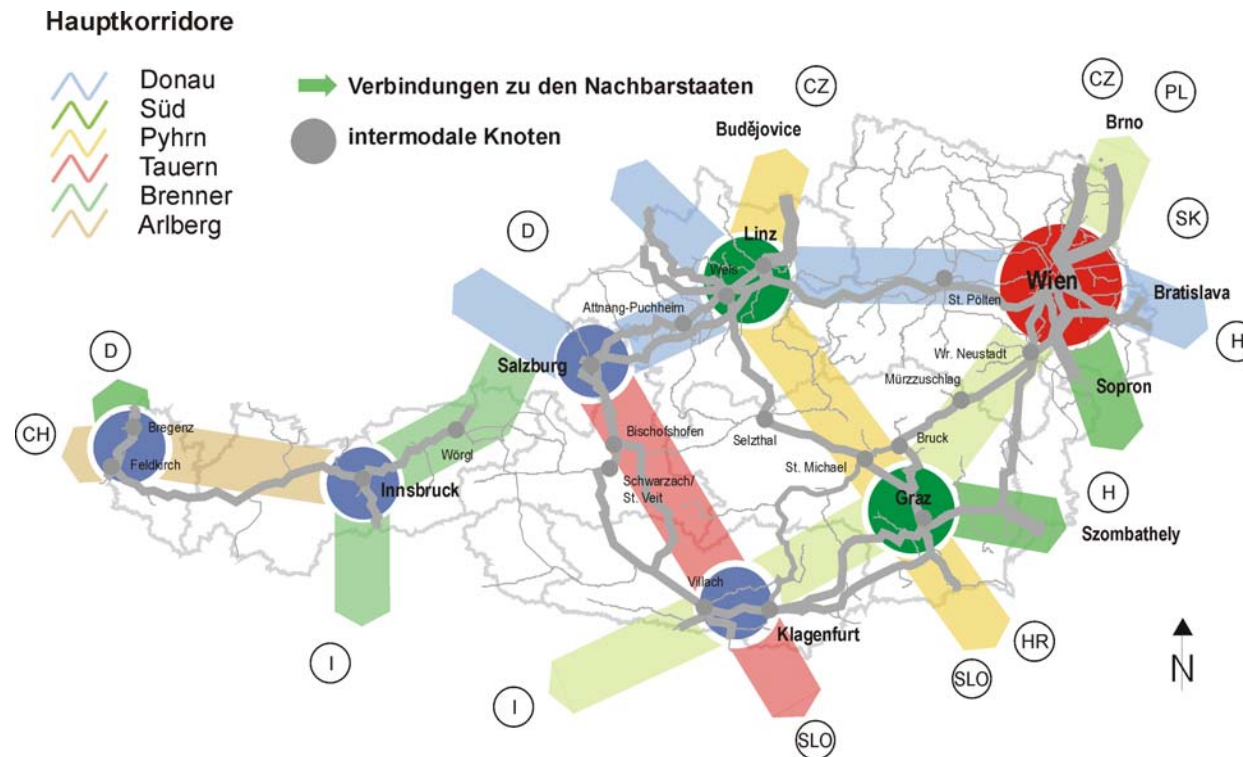 Hauptkorridore
Donau
Süd
Pyhrn
Tauern
Brenner
Arlberg
Verbindungen zu den Nachbarstaaten
intermodale Knoten
CZ
Budějovice
CZ
PL
Brno
D
SK
Linz
Wels
Wien
St. Pölten
Bratislava
H
Attnang-Puchheim
Salzburg
Wr. Neustadt
Mürzzuschlag
Sopron
D
CH
Bregenz
Feldkirch
Wörgl
Innsbruck
Bischofshofen
Schwarzach/
St. Veit
Selzthal
Bruck
St. Michael
Graz
H
Szombathely
Villach
Klagenfurt
I
I
SLO
SLO
HR
N